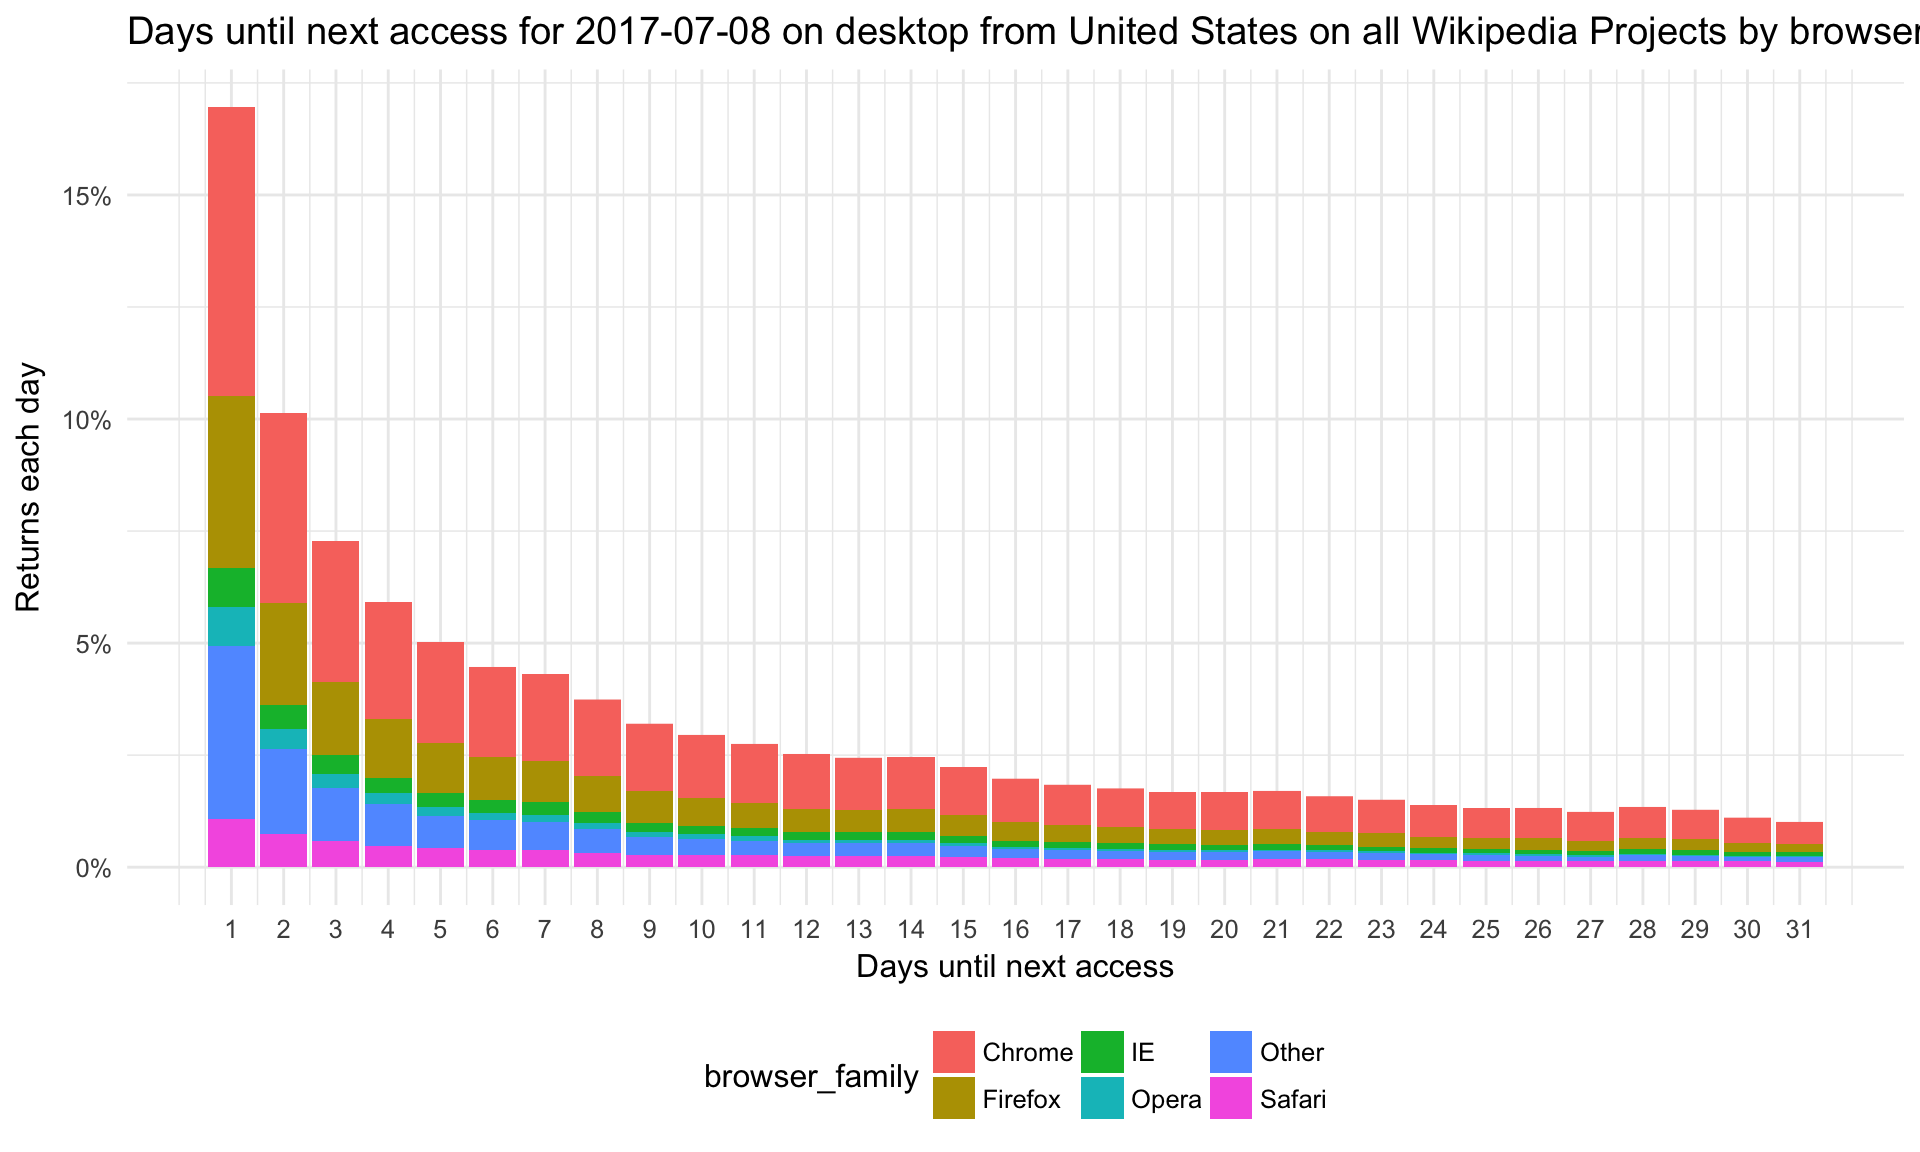 Days until next access for 2017-07-08 on desktop from United States on all Wikipedia Projects by browser
Returns each day
15%
10%
5%
0%
1 2 3 4 5 6 7 8 9 10 11 12 13 14 15 16 17 18 19 20 21 22 23 24 25 26 27 28 29 30 31
Days until next access
browser_family
Chrome IE Other
Firefox Opera Safari